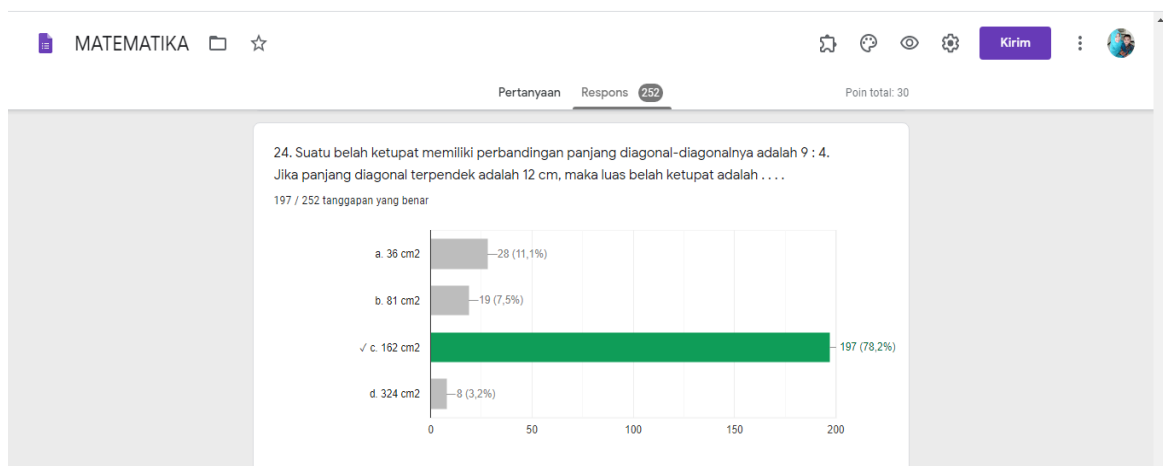 MATEMATIKA
Kirim
Pertanyaan Respons 252 Poin total: 30
24. Suatu belah ketupat memiliki perbandingan panjang diagonal-diagonalnya adalah 9 : 4.
Jika panjang diagonal terpendek adalah 12 cm, maka luas belah ketupat adalah . . . .
197 / 252 tanggapan yang benar
a. 36 cm2 28 (11,1%)
b. 81 cm2 19 (7,5%)
✓ c. 162 cm2 197 (78,2%)
d. 324 cm2 8 (3,2%)
0 50 100 150 200